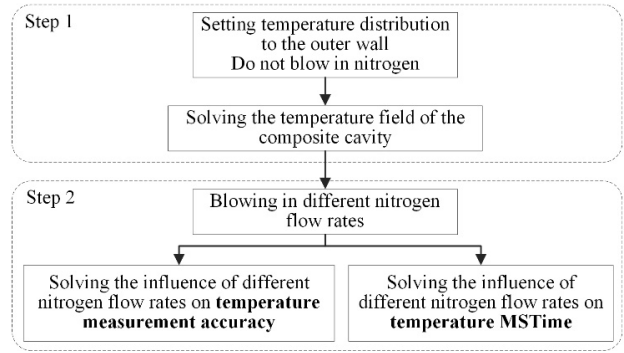 Step 1
Setting temperature distribution
to the outer wall
Do not blow in nitrogen
Solving the temperature field of the
composite cavity
Step 2
Blowing in different nitrogen
flow rates
Solving the influence of different
nitrogen flow rates on temperature
measurement accuracy
Solving the influence of
different nitrogen flow rates on
temperature MSTime